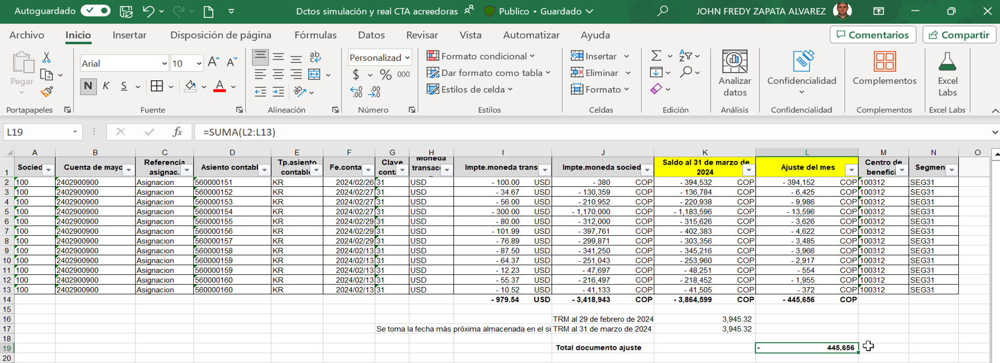 Autoguardado Dctos simulación y real CTA acreedoras Público • Guardado JOHN FREDY ZAPATA ALVAREZ
Archivo Inicio Insertar Disposición de página Fórmulas Datos Revisar Vista Automatizar Ayuda Comentarios Compartir
Pegar
Portapapeles
Arial 10
N K S
Fuente
Alineación
Personalizad
$ % 000
Número
Formato condicional
Dar formato como tabla
Estilos de celda
Estilos
Insertar
Eliminar
Formato
Celdas
Edición
Analizar datos
Análisis
Confidencialidad
Confidencialidad
Complementos
Complementos
Excel Labs
Excel Labs
L19 fx =SUMA(L2:L13)
A B C D E F G H I J K L M N O
1 Socied Cuenta de mayo Referencia asignac. Asiento contabl Tp.asiento contable Fe.conta Clave conta Moneda transacc Impte.moneda trans Impte.moneda socied Saldo al 31 de marzo de 2024 Ajuste del mes Centro de benefici Segmen
2 100 2402900900 Asignacion 560000151 KR 2024/02/26 31 USD - 100.00 USD - 380 COP - 394,532 COP - 394,152 COP 100312 SEG31
3 100 2402900900 Asignacion 560000152 KR 2024/02/27 31 USD - 34.67 USD - 130,359 COP - 136,784 COP - 6,425 COP 100312 SEG31
4 100 2402900900 Asignacion 560000153 KR 2024/02/27 31 USD - 56.00 USD - 210,952 COP - 220,938 COP - 9,986 COP 100312 SEG31
5 100 2402900900 Asignacion 560000154 KR 2024/02/27 31 USD - 300.00 USD - 1,170,000 COP - 1,183,596 COP - 13,596 COP 100312 SEG31
6 100 2402900900 Asignacion 560000155 KR 2024/02/29 31 USD - 80.00 USD - 312,000 COP - 315,626 COP - 3,626 COP 100312 SEG31
7 100 2402900900 Asignacion 560000156 KR 2024/02/29 31 USD - 101.99 USD - 397,761 COP - 402,383 COP - 4,622 COP 100312 SEG31
8 100 2402900900 Asignacion 560000157 KR 2024/02/29 31 USD - 76.89 USD - 299,871 COP - 303,356 COP - 3,485 COP 100312 SEG31
9 100 2402900900 Asignacion 560000158 KR 2024/02/13 31 USD - 87.50 USD - 341,250 COP - 345,216 COP - 3,966 COP 100312 SEG31
10 100 2402900900 Asignacion 560000159 KR 2024/02/13 31 USD - 64.37 USD - 251,043 COP - 253,960 COP - 2,917 COP 100312 SEG31
11 100 2402900900 Asignacion 560000159 KR 2024/02/13 31 USD - 12.23 USD - 47,697 COP - 48,251 COP - 554 COP 100312 SEG31
12 100 2402900900 Asignacion 560000160 KR 2024/02/13 31 USD - 55.37 USD - 216,497 COP - 218,452 COP - 1,955 COP 100312 SEG31
13 100 2402900900 Asignacion 560000160 KR 2024/02/13 31 USD - 10.52 USD - 41,133 COP - 41,505 COP - 372 COP 100312 SEG31
14 - 979.54 USD - 3,418,943 COP - 3,864,599 COP - 445,656 COP
15
16 TRM al 29 de febrero de 2024 3,945.32
17 Se toma la fecha más próxima almacenada en el si TRM al 31 de marzo de 2024 3,945.32
18
19 Total documento ajuste - 445,656
20